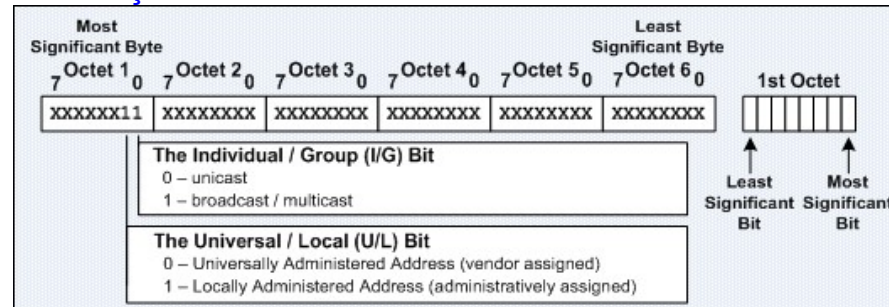 Most
Significant Byte
Least
Significant Byte
7 Octet 1 0 7 Octet 2 0 7 Octet 3 0 7 Octet 4 0 7 Octet 5 0 7 Octet 6 0
1st Octet
XXXXXX11 XXXXXXXX XXXXXXXX XXXXXXXX XXXXXXXX XXXXXXXX
The Individual / Group (I/G) Bit
0 – unicast
1 – broadcast / multicast
Least
Significant
Bit
Most
Significant
Bit
The Universal / Local (U/L) Bit
0 – Universally Administered Address (vendor assigned)
1 – Locally Administered Address (administratively assigned)